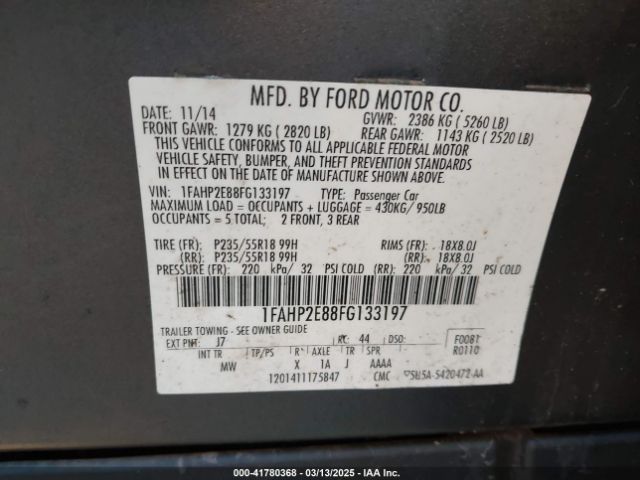 MFD. BY FORD MOTOR CO.
DATE: 11/14 GVWR: 2386 KG ( 5260 LB)
FRONT GAWR: 1279 KG ( 2820 LB) REAR GAWR: 1143 KG ( 2520 LB)
THIS VEHICLE CONFORMS TO ALL APPLICABLE FEDERAL MOTOR
VEHICLE SAFETY, BUMPER, AND THEFT PREVENTION STANDARDS
IN EFFECT ON THE DATE OF MANUFACTURE SHOWN ABOVE.
VIN: 1FAHP2E88FG133197 TYPE: Passenger Car
MAXIMUM LOAD = OCCUPANTS + LUGGAGE = 430KG/ 950LB
OCCUPANTS = 5 TOTAL; 2 FRONT, 3 REAR
TIRE (FR): P235/55R18 99H RIMS (FR): 18X8.0J
(RR): P235/55R18 99H (RR): 18X8.0J
PRESSURE (FR): 220 kPa/ 32 PSI COLD (RR): 220 kPa/ 32 PSI COLD
1FAHP2E88FG133197
TRAILER TOWING - SEE OWNER GUIDE
EXT PNT: J7 RC: 44 DSO: F0081
INT TR TP/PS R AXLE TR SPR R0110
MW X 1A J AAAA
1201411175847 CMC
000-41780368 - 03/13/2025 - IAA Inc.